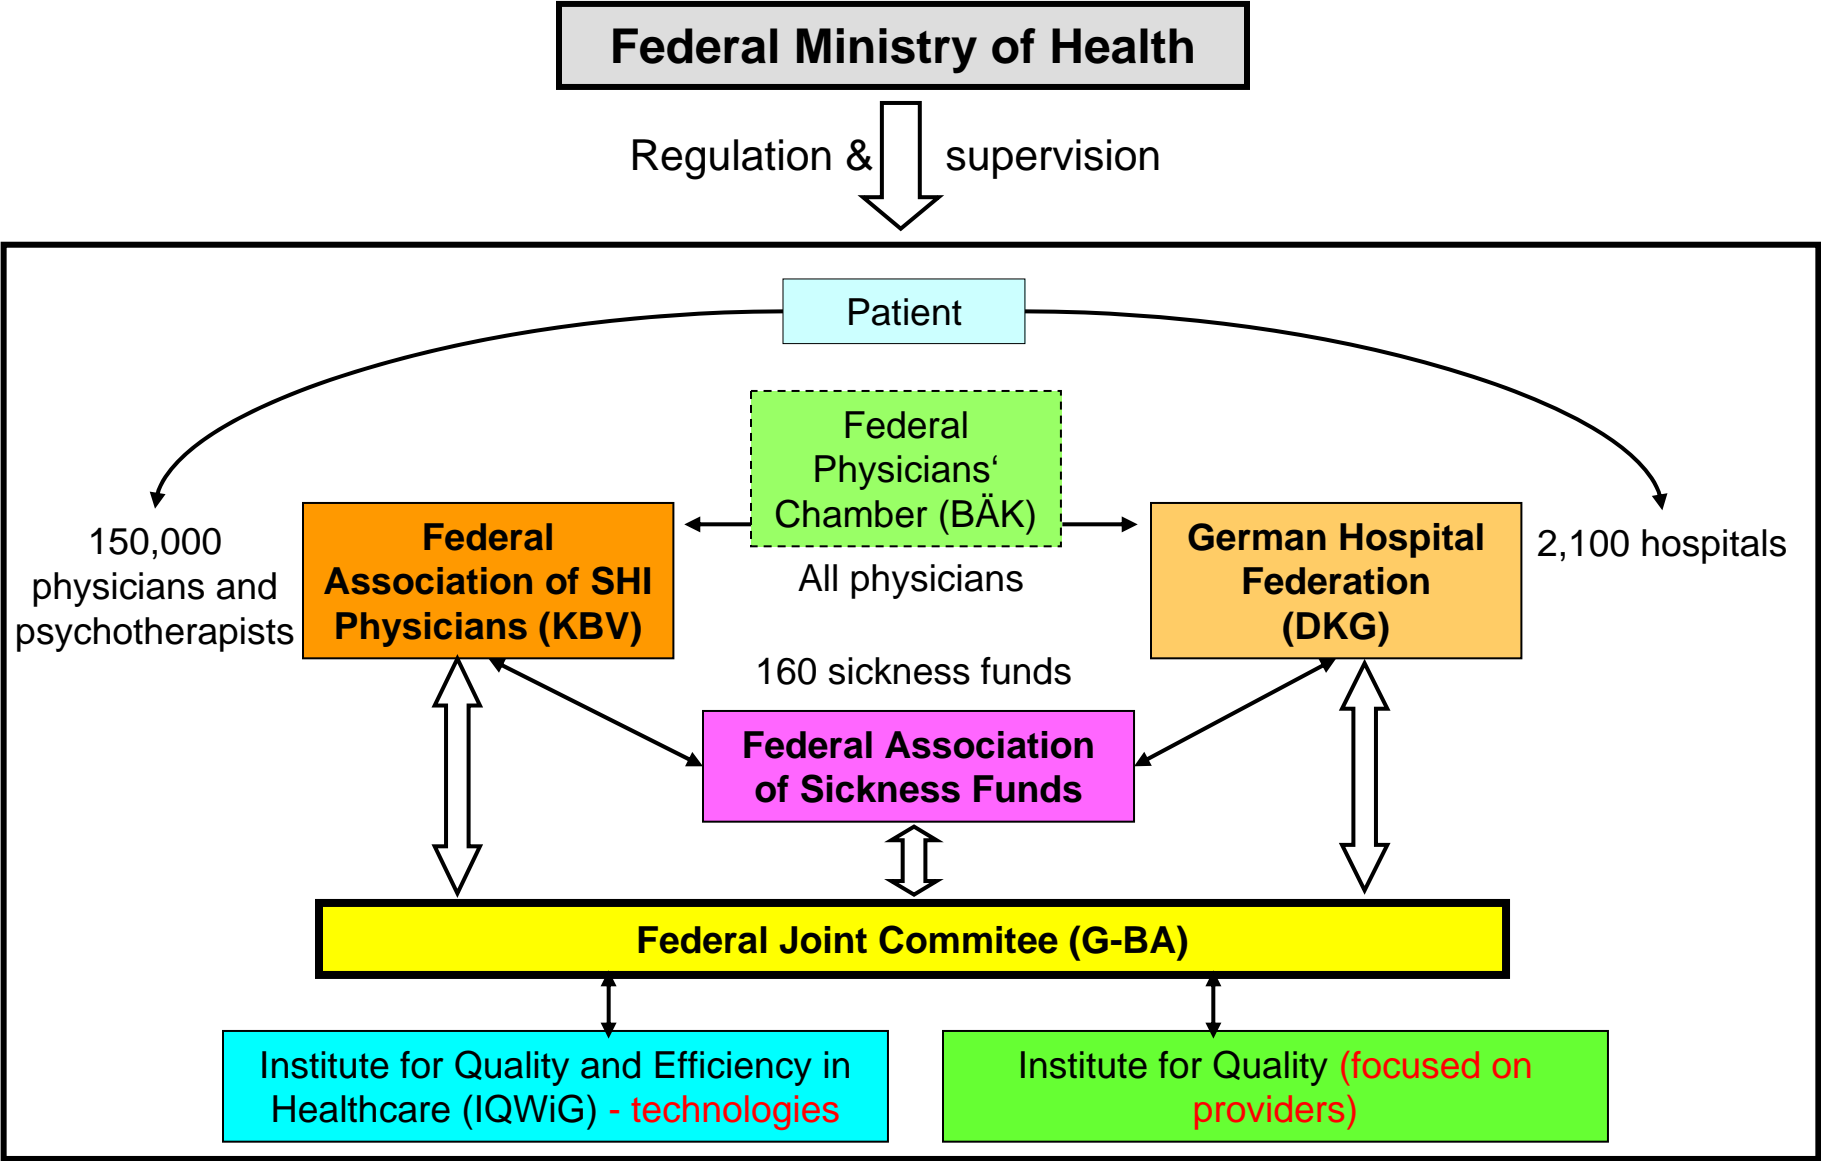 Federal Ministry of Health
Regulation & supervision
Patient
Federal
Physicians‘
Chamber (BÄK)
All physicians
150,000
physicians and
psychotherapists
Federal
Association of SHI
Physicians (KBV)
German Hospital
Federation
(DKG)
2,100 hospitals
160 sickness funds
Federal Association
of Sickness Funds
Federal Joint Commitee (G-BA)
Institute for Quality and Efficiency in
Healthcare (IQWiG) - technologies
Institute for Quality (focused on
providers)